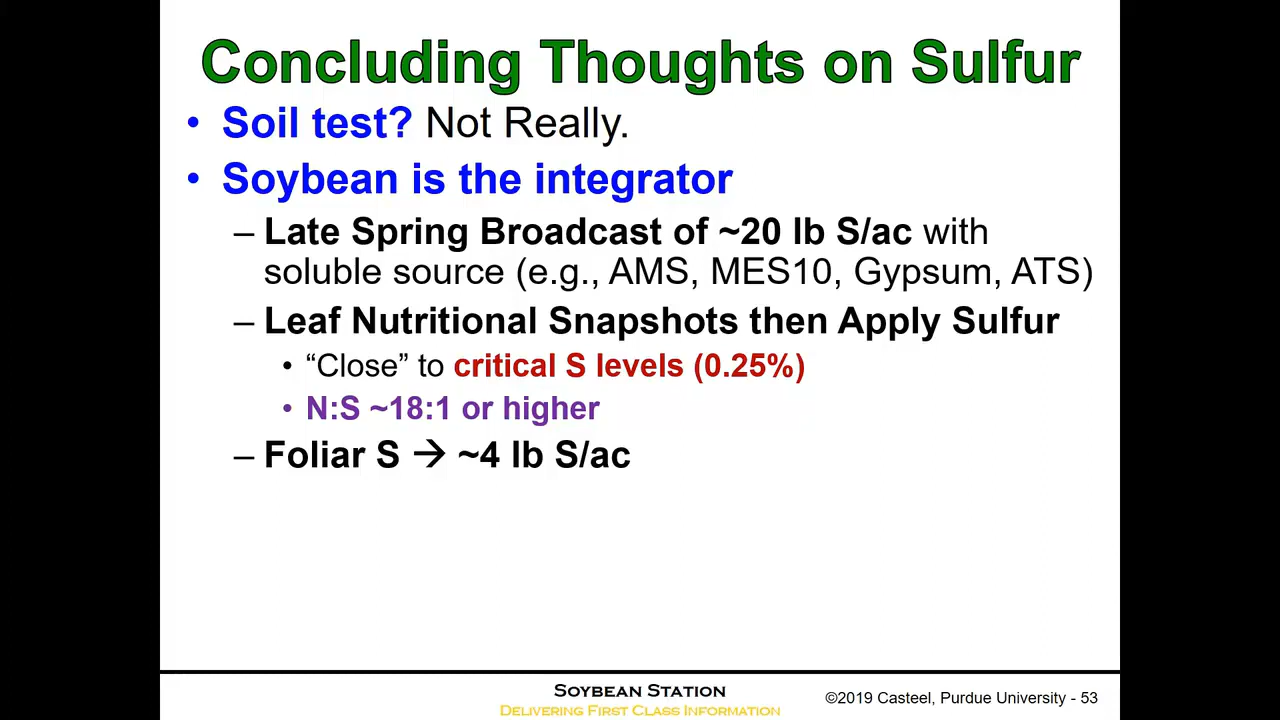 Concluding Thoughts on Sulfur
• Soil test? Not Really.
• Soybean is the integrator
– Late Spring Broadcast of ~20 lb S/ac with
soluble source (e.g., AMS, MES10, Gypsum, ATS)
– Leaf Nutritional Snapshots then Apply Sulfur
• “Close” to critical S levels (0.25%)
• N:S ~18:1 or higher
– Foliar S → ~4 lb S/ac
Soybean Station
Delivering First Class Information
©2019 Casteel, Purdue University - 53